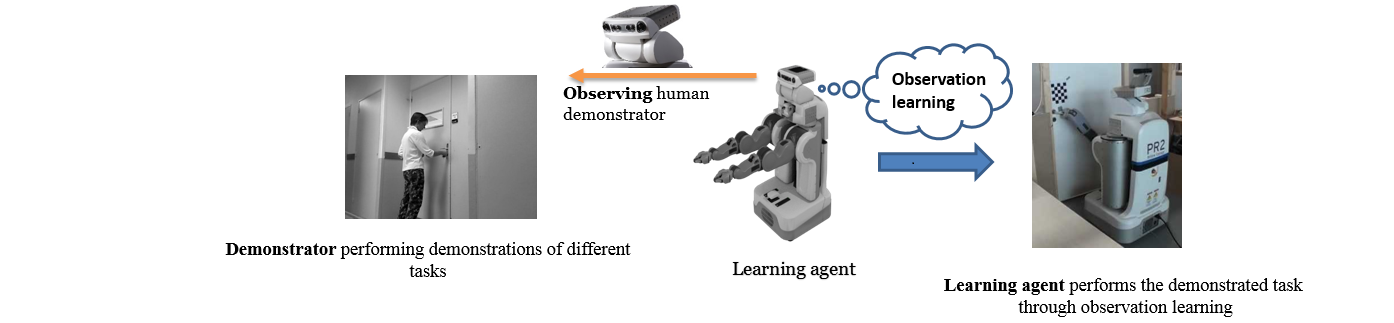 Observing human
demonstrator
Observation
learning
PR2
Demonstrator performing demonstrations of different
tasks
Learning agent
Learning agent performs the demonstrated task
through observation learning